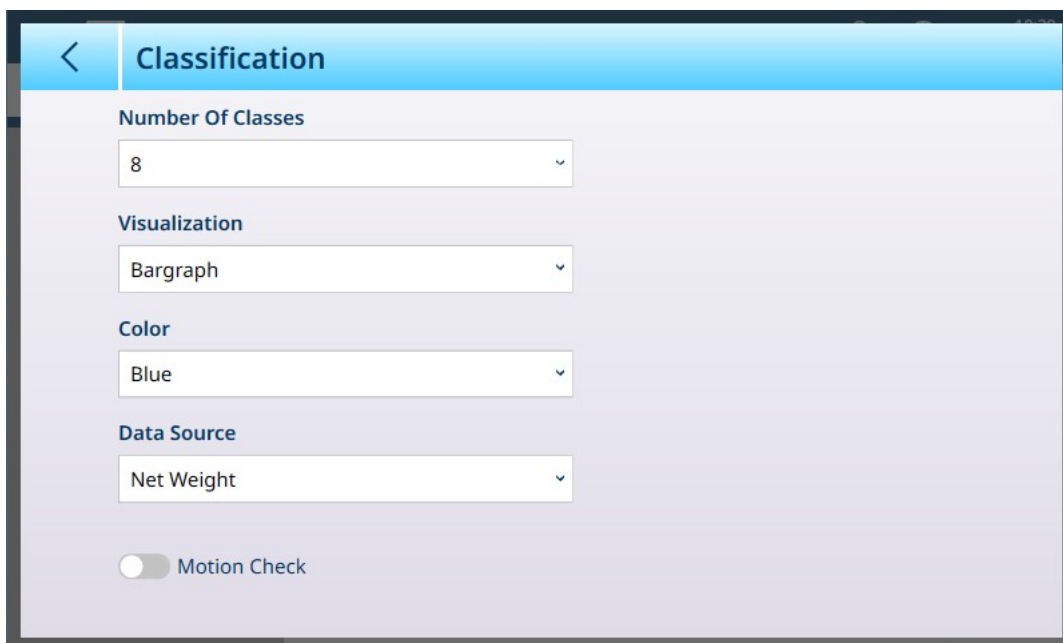 Classification
Number Of Classes
8
Visualization
Bargraph
Color
Blue
Data Source
Net Weight
Motion Check